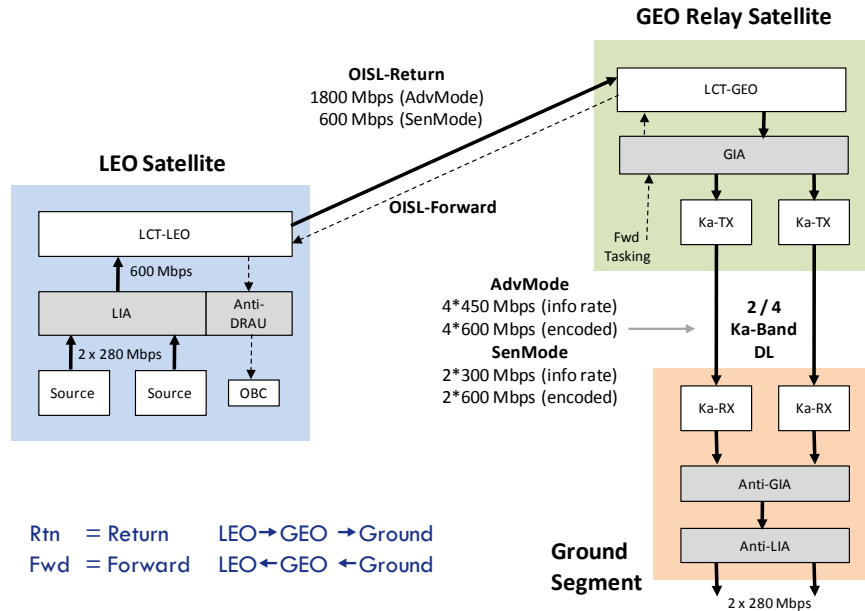 GEO Relay Satellite
OISL-Return
1800 Mbps (AdvMode)
600 Mbps (SenMode)
LCT-GEO
GIA
LEO Satellite
OISL-Forward
LCT-LEO
Ka-TX
Ka-TX
Fwd
Tasking
600 Mbps
LIA
Anti-
DRAU
2 x 280 Mbps
Source
Source
OBC
AdvMode
4*450 Mbps (info rate)
4*600 Mbps (encoded)
SenMode
2*300 Mbps (info rate)
2*600 Mbps (encoded)
2 / 4
Ka-Band
DL
Ka-RX
Ka-RX
Anti-GIA
Anti-LIA
Ground
Segment
2 x 280 Mbps
Rtn = Return LEO→GEO →Ground
Fwd = Forward LEO←GEO ←Ground